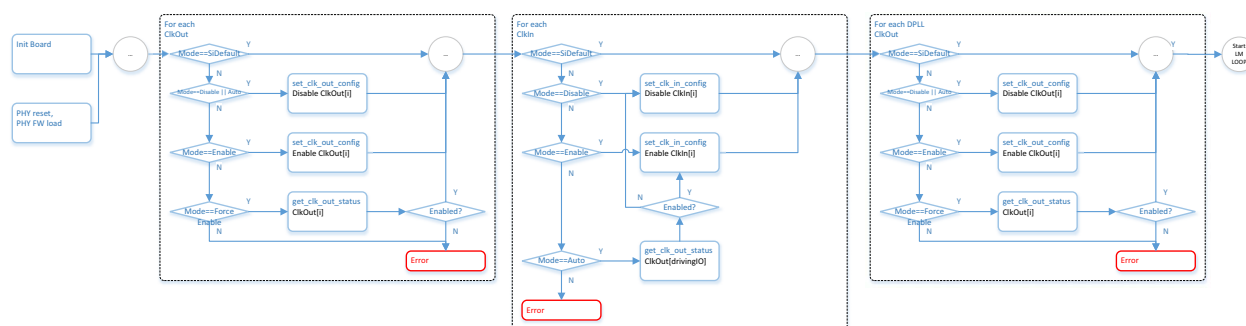 Init Board
PHY reset,
PHY FW load
...
For each
ClkOut
Mode==SiDefault
Y
N
Mode==Disable || Auto
Y
set_clk_out_config
Disable ClkOut[i]
N
Mode==Enable
Y
set_clk_out_config
Enable ClkOut[i]
N
Mode==Force
Enable
Y
get_clk_out_status
ClkOut[i]
N
Enabled?
Y
N
Error
...
For each
ClkIn
Mode==SiDefault
Y
N
Mode==Disable
Y
set_clk_in_config
Disable ClkIn[i]
N
Mode==Enable
Y
set_clk_in_config
Enable ClkIn[i]
N
Y
N
Enabled?
Mode==Auto
Y
get_clk_out_status
ClkOut[drivingIO]
N
Error
...
For each DPLL
ClkOut
Mode==SiDefault
Y
N
Mode==Disable || Auto
Y
set_clk_out_config
Disable ClkOut[i]
N
Mode==Enable
Y
set_clk_out_config
Enable ClkOut[i]
N
Mode==Force
Enable
Y
get_clk_out_status
ClkOut[i]
N
Enabled?
Y
N
Error
...
Y
Start
LM
LOOP